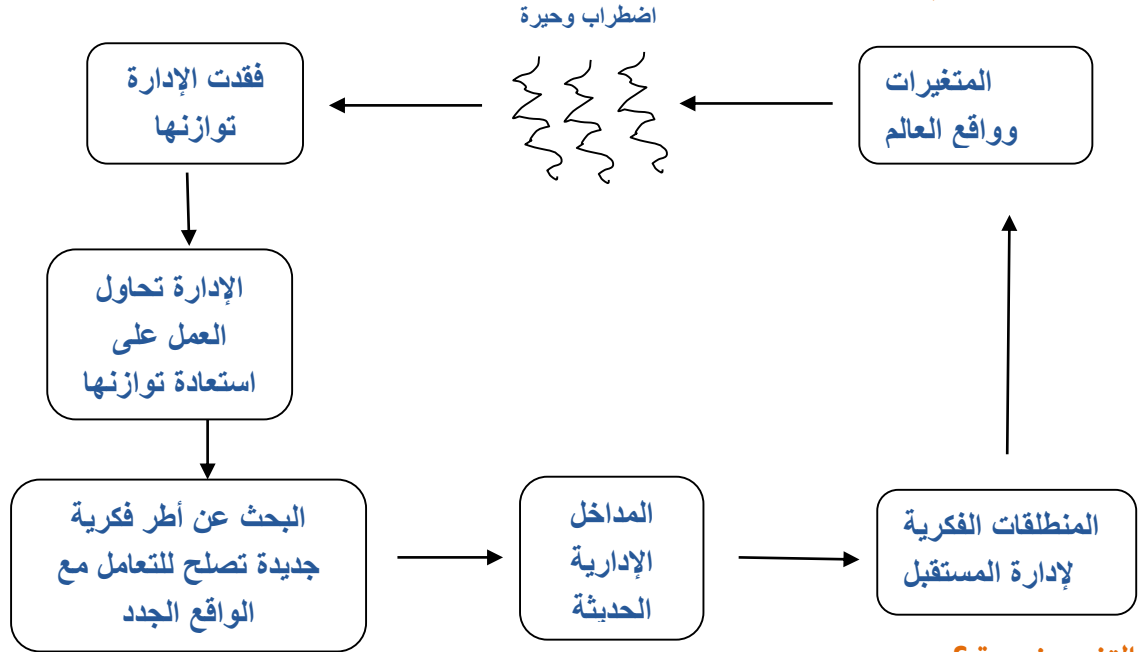 اضطراب وحيرة
المتغيرات
وواقع العالم
فقدت الإدارة
توازنها
الإدارة تحاول
العمل على
استعادة توازنها
البحث عن أطر فكرية
جديدة تصلح للتعامل مع
الواقع الجدد
المداخل
الإدارية
الحديثة
المنطلقات الفكرية
لإدارة المستقبل